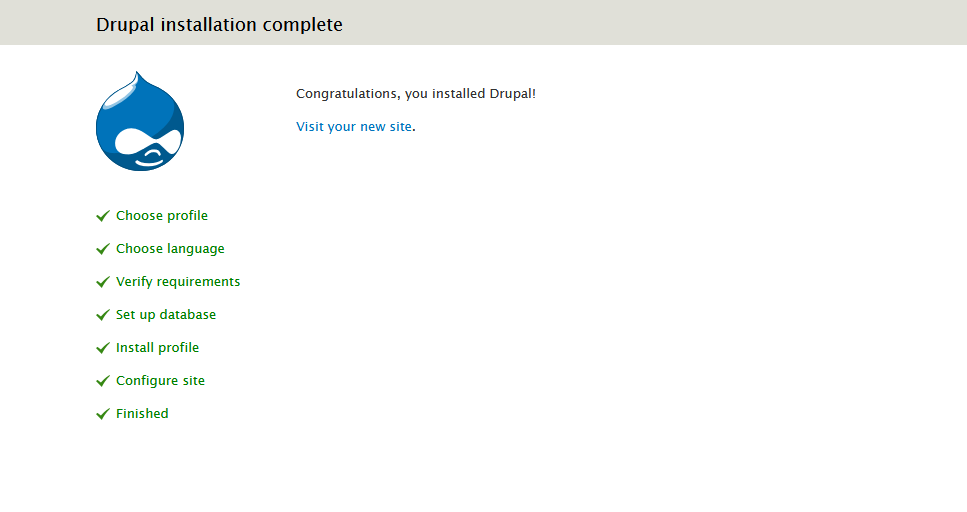 Drupal installation complete
Congratulations, you installed Drupal!
Visit your new site.
Choose profile
Choose language
Verify requirements
Set up database
Install profile
Configure site
Finished